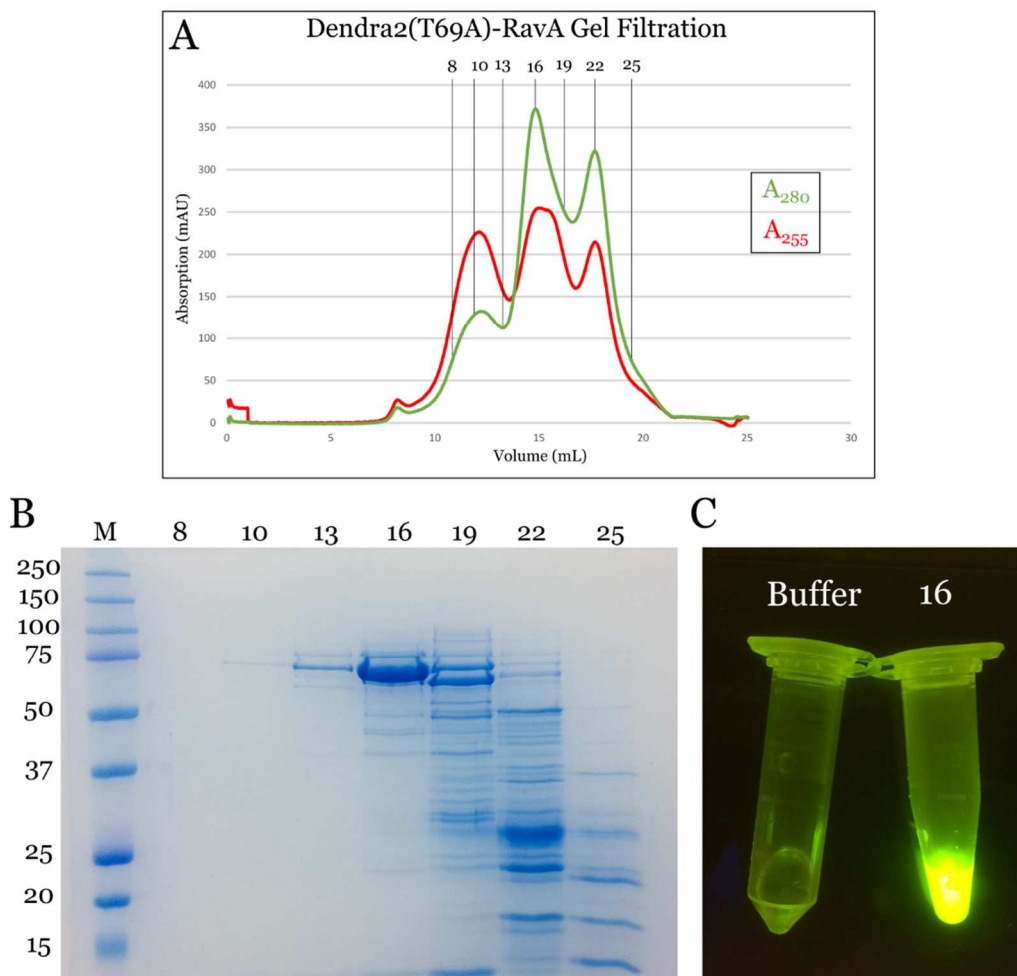 A
Dendra2(T69A)-RavA Gel Filtration
8 10 13 16 19 22 25
400
350
300
250
200
150
100
50
0
Absorption (mAU)
A₂₈₀
A₂₅₅
0 5 10 15 20 25 30
Volume (mL)
B
M 8 10 13 16 19 22 25
250
150
100
75
50
37
25
20
15
C
Buffer 16